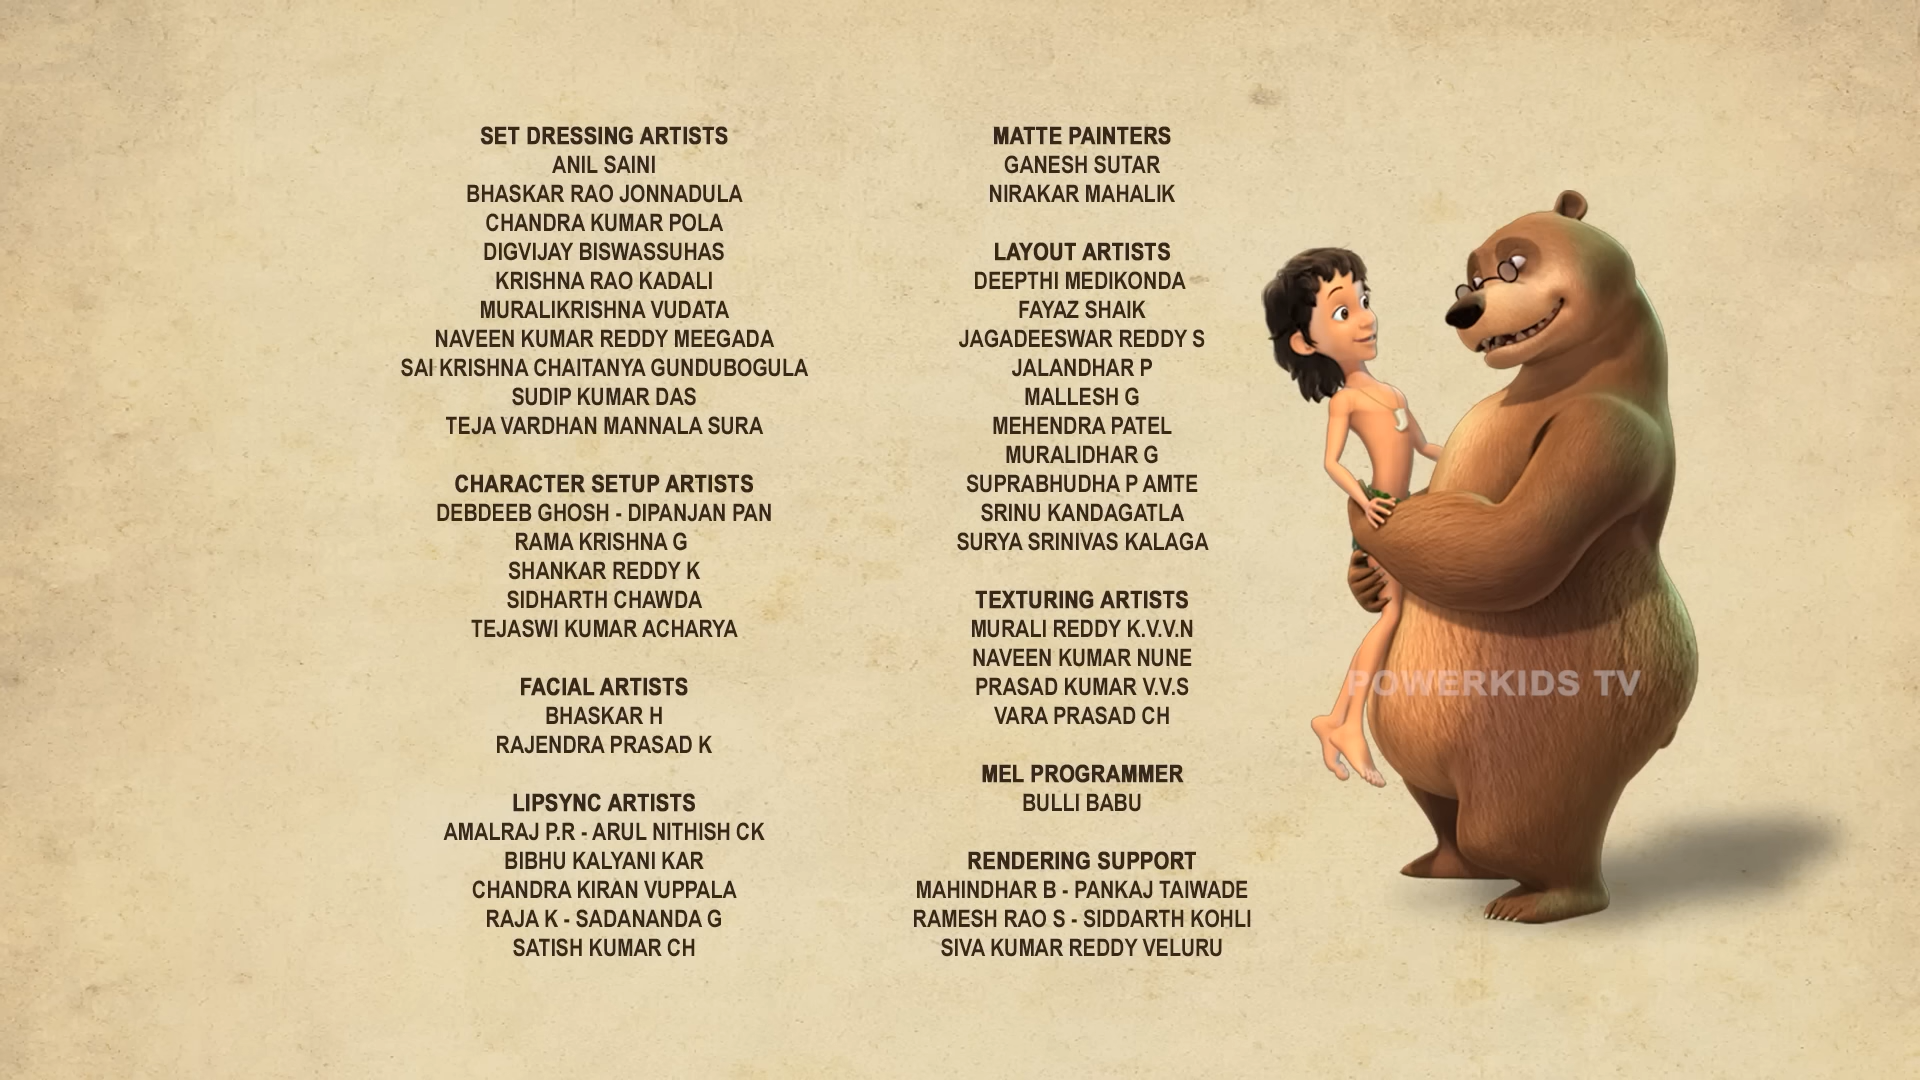 SET DRESSING ARTISTS
ANIL SAINI
BHASKAR RAO JONNADULA
CHANDRA KUMAR POLA
DIGVIJAY BISWASSUHAS
KRISHNA RAO KADALI
MURALIKRISHNA VUDATA
NAVEEN KUMAR REDDY MEEGADA
SAI KRISHNA CHAITANYA GUNDUBOGULA
SUDIP KUMAR DAS
TEJA VARDHAN MANNALA SURA
CHARACTER SETUP ARTISTS
DEBDEEB GHOSH - DIPANJAN PAN
RAMA KRISHNA G
SHANKAR REDDY K
SIDHARTH CHAWDA
TEJASWI KUMAR ACHARYA
FACIAL ARTISTS
BHASKAR H
RAJENDRA PRASAD K
LIPSYNC ARTISTS
AMALRAJ P.R - ARUL NITHISH CK
BIBHU KALYANI KAR
CHANDRA KIRAN VUPPALA
RAJA K - SADANANDA G
SATISH KUMAR CH
MATTE PAINTERS
GANESH SUTAR
NIRAKAR MAHALIK
LAYOUT ARTISTS
DEEPTHI MEDIKONDA
FAYAZ SHAIK
JAGADEESWAR REDDY S
JALANDHAR P
MALLESH G
MEHENDRA PATEL
MURALIDHAR G
SUPRABHUDHA P AMTE
SRINU KANDAGATLA
SURYA SRINIVAS KALAGA
TEXTURING ARTISTS
MURALI REDDY K.V.V.N
NAVEEN KUMAR NUNE
PRASAD KUMAR V.V.S
VARA PRASAD CH
MEL PROGRAMMER
BULLI BABU
RENDERING SUPPORT
MAHINDHAR B - PANKAJ TAIWADE
RAMESH RAO S - SIDDARTH KOHLI
SIVA KUMAR REDDY VELURU
POWERKIDS TV